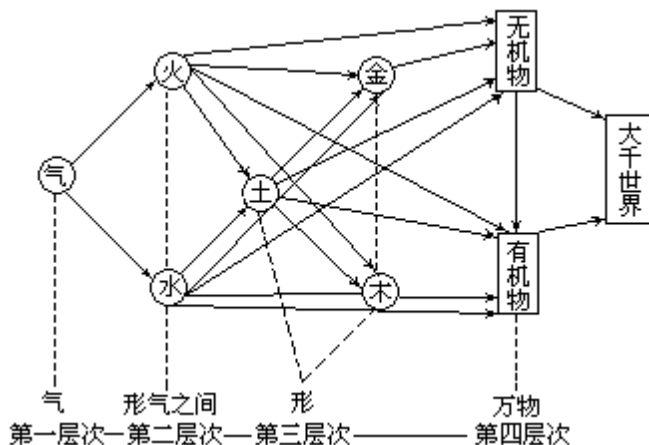 无机物
火
金
气
土
大千世界
水
木
有机物
气
形气之间
形
万物
第一层次
第二层次
第三层次
第四层次